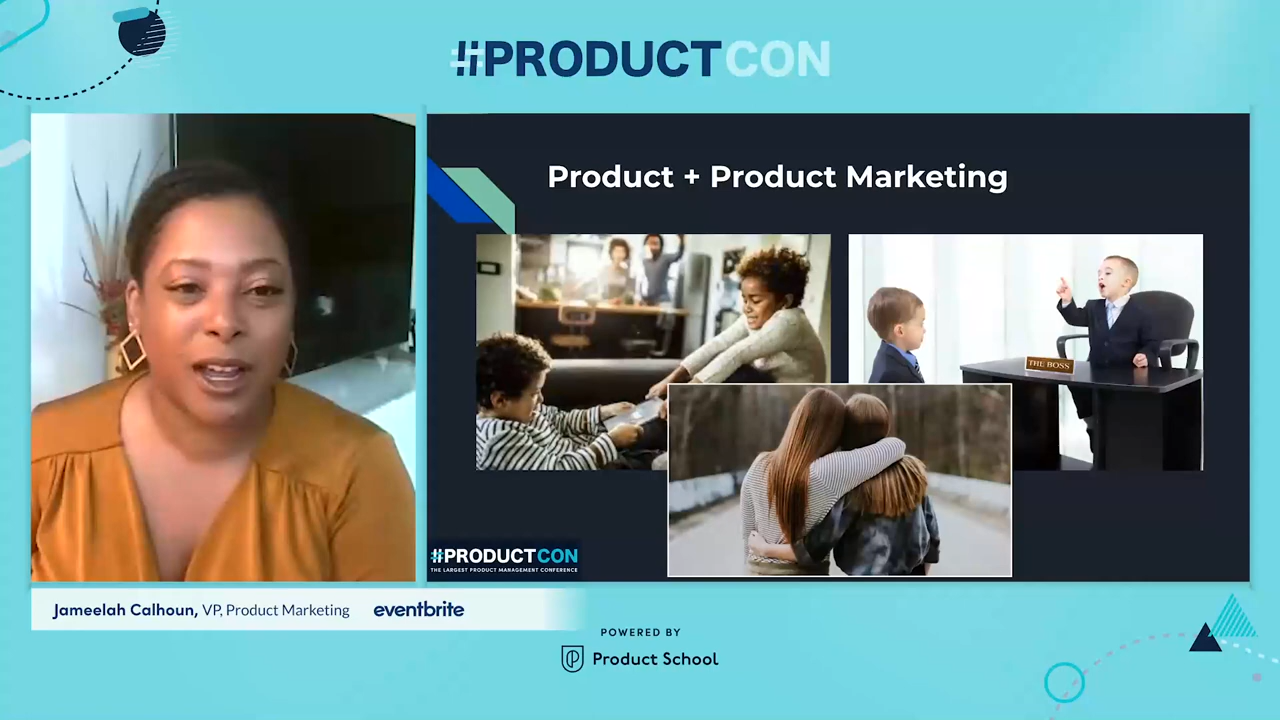 #PRODUCTCON
Product + Product Marketing
THE BOSS
#PRODUCTCON
THE LARGEST PRODUCT MANAGEMENT CONFERENCE
Jameelah Calhoun, VP, Product Marketing eventbrite
POWERED BY
Product School